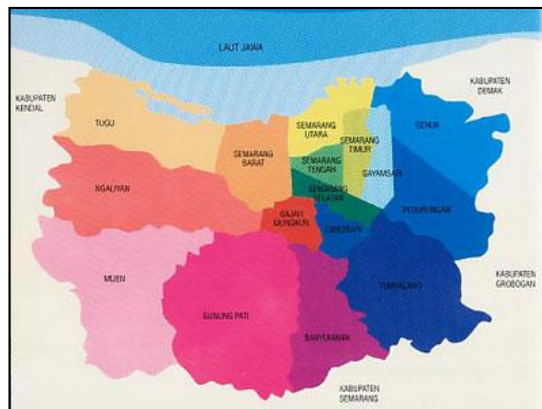 LAUT JAWA
KABUPATEN
KENDAL
KABUPATEN
DEMAK
TUGU
SEMARANG
UTARA
GENUK
SEMARANG
TIMUR
SEMARANG
BARAT
SEMARANG
TENGAH
GAYAMSARI
NGALIYAN
SEMARANG
SELATAN
PEDURUNGAN
GAJAH
MUNGKUR
CANDISARI
MIJEN
KABUPATEN
GROBOGAN
TEMBALANG
GUNUNG PATI
BANYUMANIK
KABUPATEN
SEMARANG